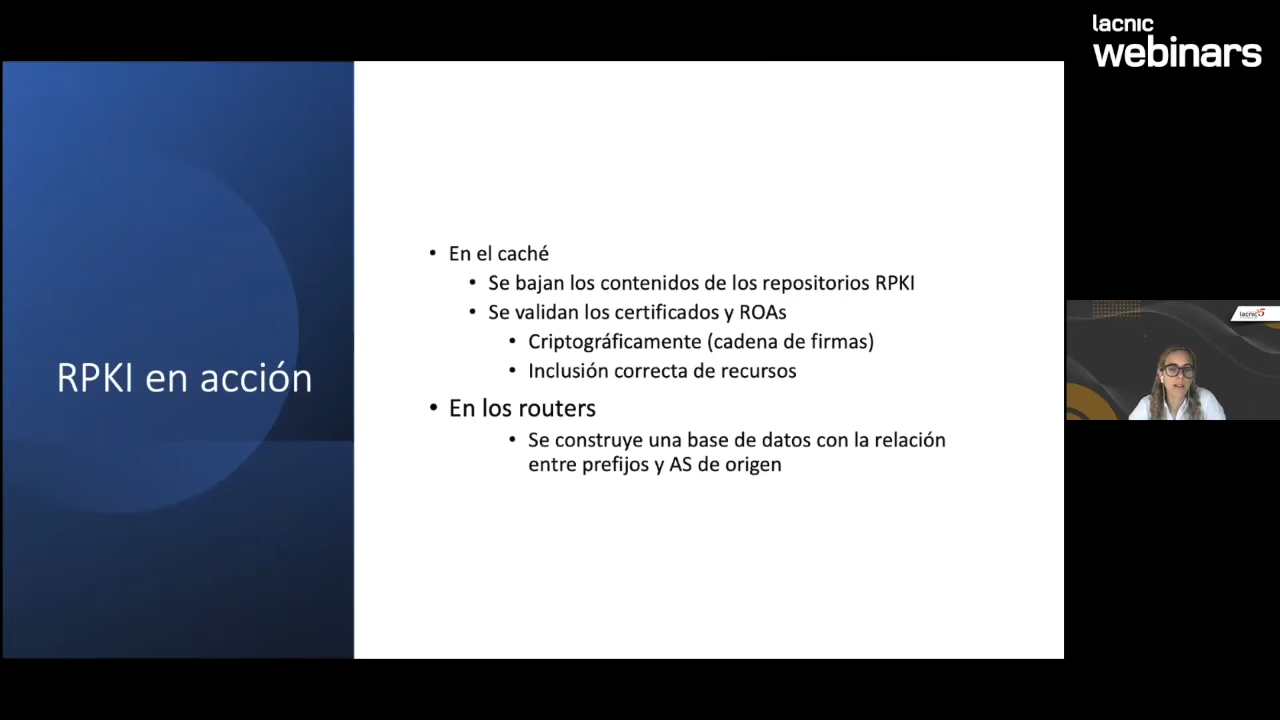 lacnic
webinars
RPKI en acción
• En el caché
• Se bajan los contenidos de los repositorios RPKI
• Se validan los certificados y ROAs
• Criptográficamente (cadena de firmas)
• Inclusión correcta de recursos
• En los routers
• Se construye una base de datos con la relación
entre prefijos y AS de origen
lacnic